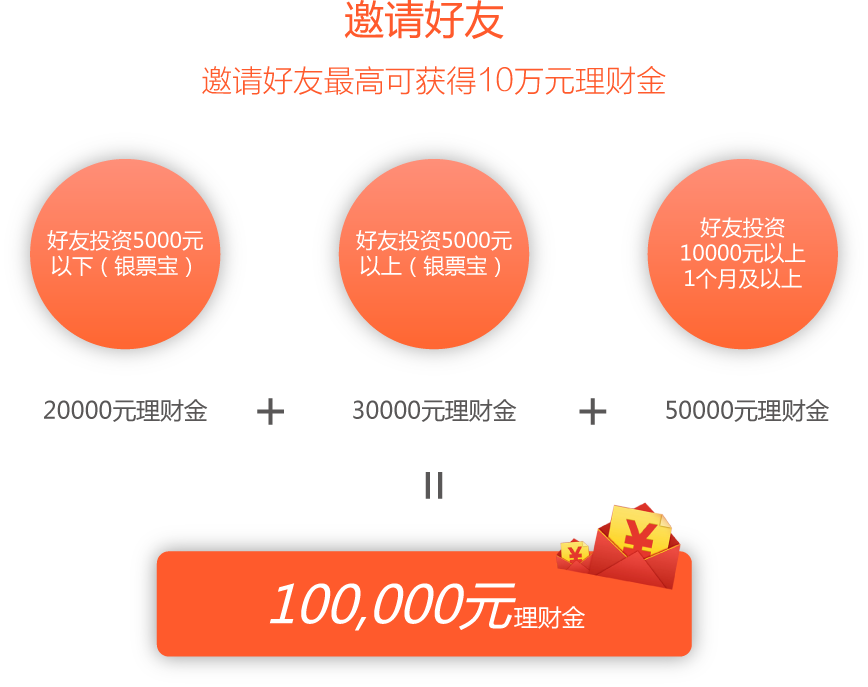 邀请好友
邀请好友最高可获得10万元理财金
好友投资5000元
以下（银票宝）
好友投资5000元
以上（银票宝）
好友投资
10000元以上
1个月及以上
20000元理财金
+
30000元理财金
+
50000元理财金
=
¥
¥
100,000元理财金